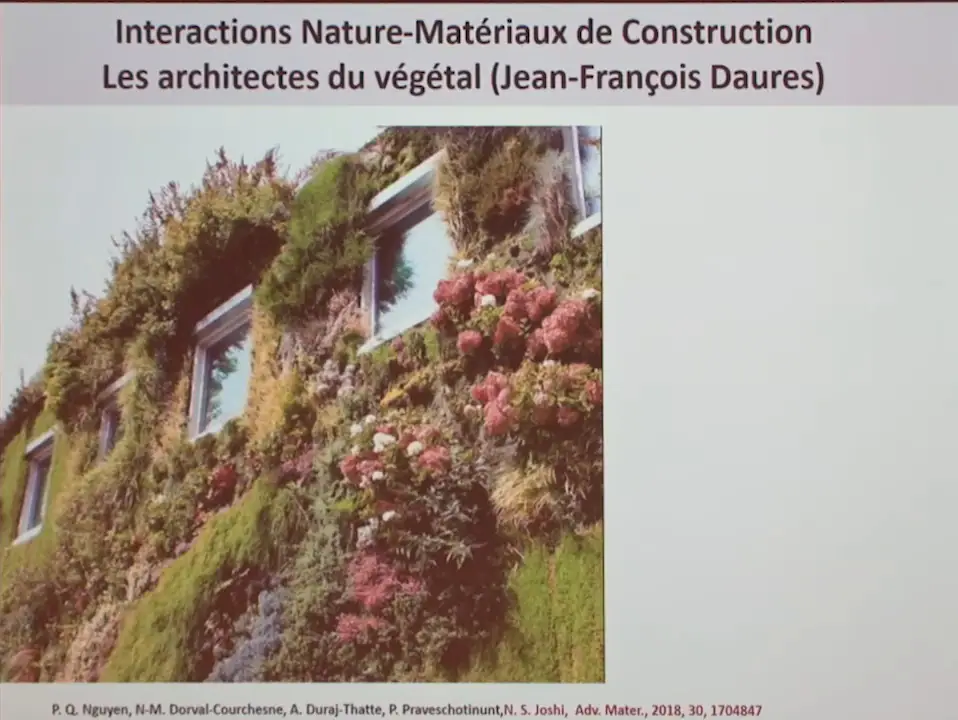 Interactions Nature-Matériaux de Construction
Les architectes du végétal (Jean-François Daures)
P. Q. Nguyen, N-M. Dorval-Courchesne, A. Duraj-Thatte, P. Praveschotinunt,N. S. Joshi, Adv. Mater., 2018, 30, 1704847